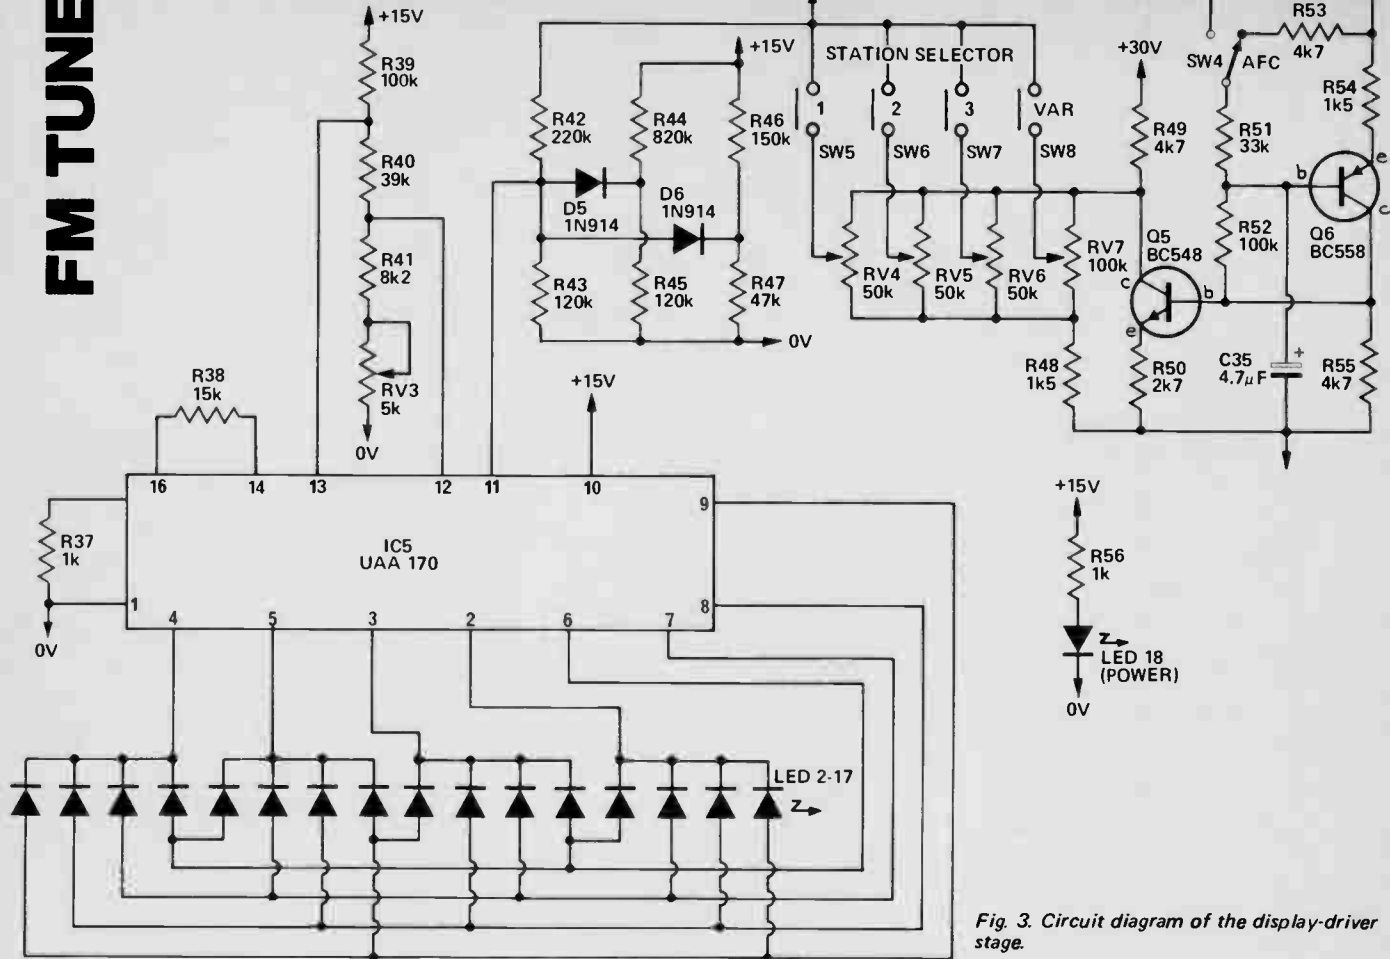 FM TUNE
+15V
R39
100k
R40
39k
R41
8k2
RV3
5k
0V
R42
220k
R44
820k
+15V
R46
150k
D5
1N914
D6
1N914
R43
120k
R45
120k
R47
47k
0V
STATION SELECTOR
1
2
3
VAR
SW5
SW6
SW7
SW8
RV4
50k
RV5
50k
RV6
50k
RV7
100k
R48
1k5
+30V
R49
4k7
Q5
BC548
c
b
e
R50
2k7
R53
4k7
SW4
AFC
R54
1k5
R51
33k
b
e
c
Q6
BC558
R52
100k
C35
4.7μF
+
R55
4k7
R38
15k
+15V
16
14
13
12
11
10
9
R37
1k
IC5
UAA 170
1
8
4
5
3
2
6
7
0V
+15V
R56
1k
LED 18
(POWER)
0V
LED 2-17
Fig. 3. Circuit diagram of the display-driver
stage.